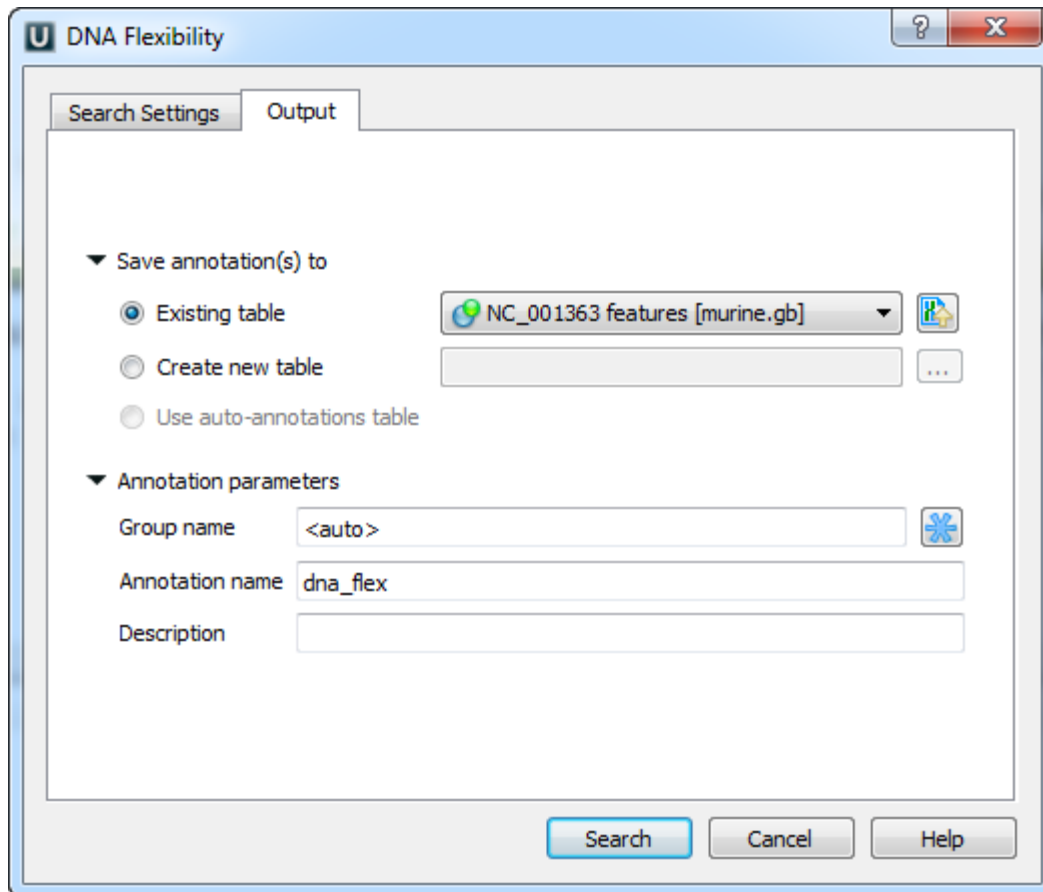 U DNA Flexibility ? X
Search Settings Output
Save annotation(s) to
Existing table NC_001363 features [murine.gb]
Create new table ...
Use auto-annotations table
Annotation parameters
Group name <auto>
Annotation name dna_flex
Description
Search Cancel Help